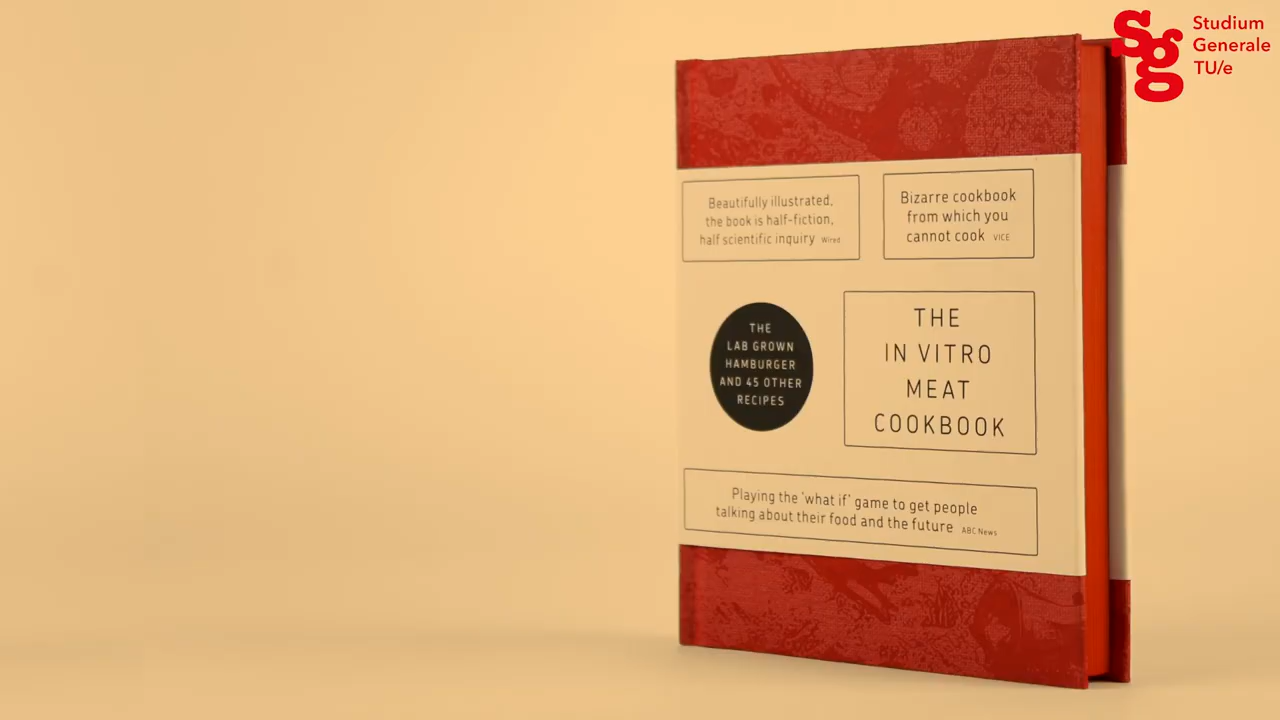 Studium
Generale
TU/e
Sg
Beautifully illustrated,
the book is half-fiction,
half scientific inquiry Wired
Bizarre cookbook
from which you
cannot cook VICE
THE
LAB GROWN
HAMBURGER
AND 45 OTHER
RECIPES
THE
IN VITRO
MEAT
COOKBOOK
Playing the 'what if' game to get people
talking about their food and the future ABC News